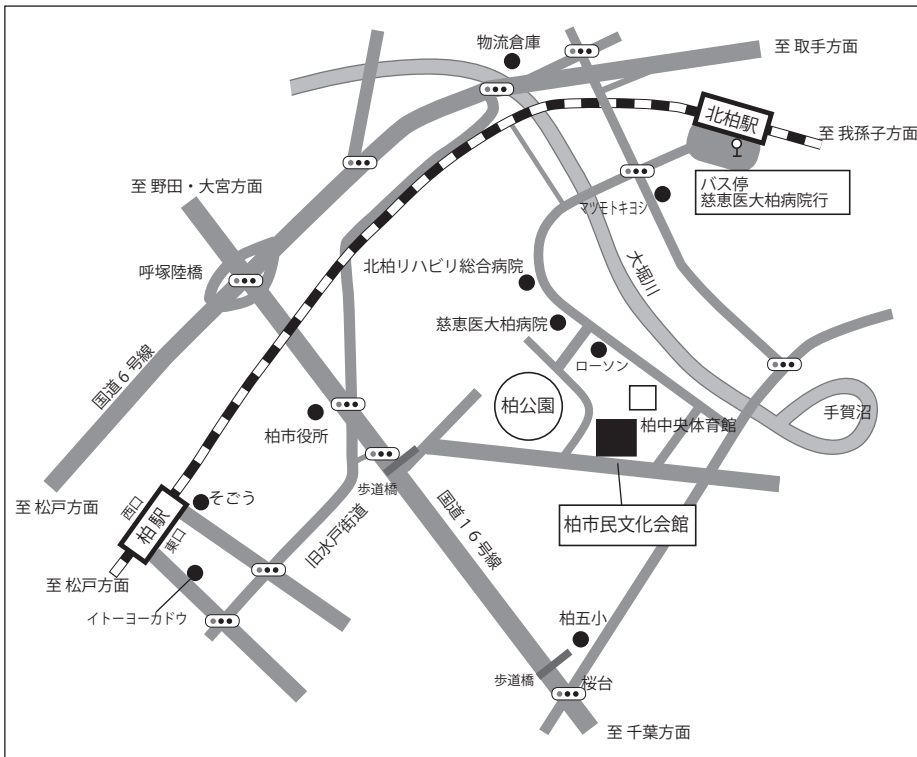 物流倉庫
至 取手方面
北柏駅
至 我孫子方面
バス停
慈恵医大柏病院行
至 野田・大宮方面
マツモトキヨシ
呼塚陸橋
北柏リハビリ総合病院
大堀川
慈恵医大柏病院
国道６号線
ローソン
柏公園
柏中央体育館
手賀沼
柏市役所
歩道橋
至 松戸方面
西口
そごう
柏駅
東口
旧水戸街道
国道１６号線
柏市民文化会館
至 松戸方面
イトーヨーカドウ
柏五小
歩道橋
桜台
至 千葉方面